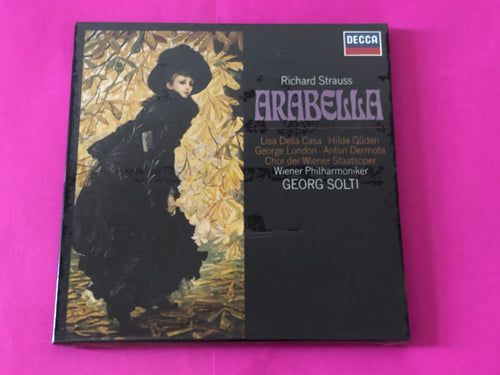 DECCA
Richard Strauss
ARABELLA
Lisa Della Casa Hilde Güden
George London Anton Dermota
Chor der Wiener Staatsoper
Wiener Philharmoniker
GEORG SOLTI